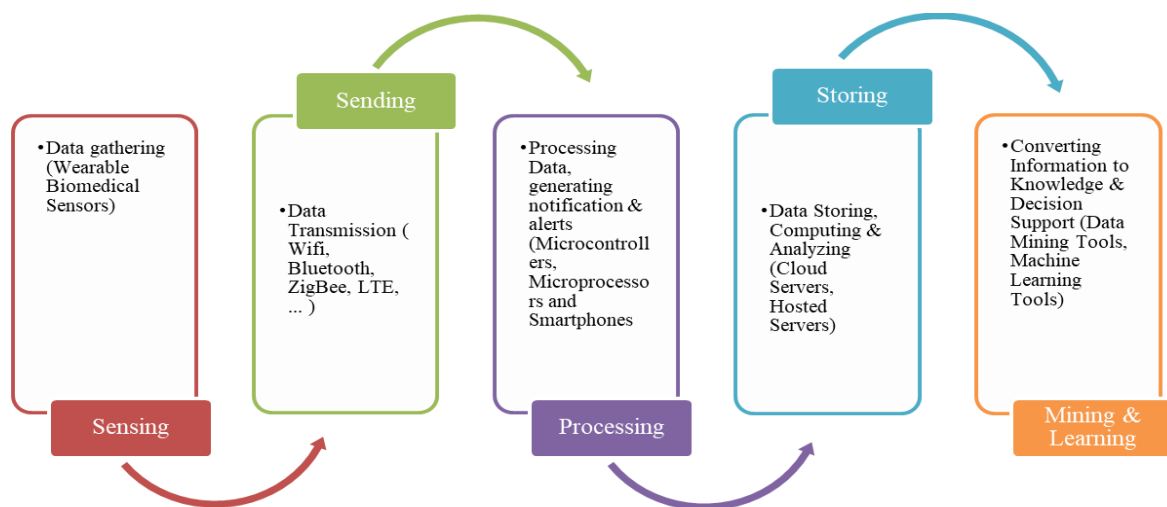 Sensing
•Data gathering
(Wearable
Biomedical
Sensors)
Sending
•Data
Transmission (
Wifi,
Bluetooth,
ZigBee, LTE,
... )
Processing
•Processing
Data,
generating
notification &
alerts
(Microcontroll
ers,
Microprocesso
rs and
Smartphones
Storing
•Data Storing,
Computing &
Analyzing
(Cloud
Servers,
Hosted
Servers)
Mining &
Learning
•Converting
Information to
Knowledge &
Decision
Support (Data
Mining Tools,
Machine
Learning
Tools)